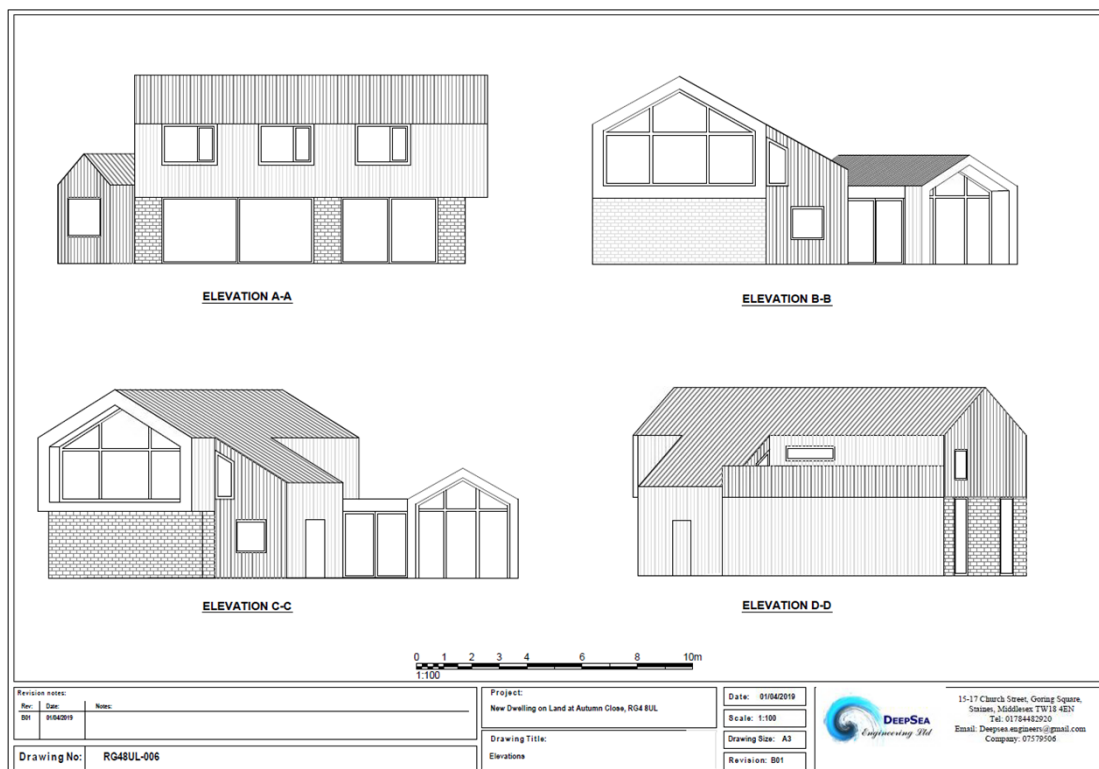 ELEVATION A-A
ELEVATION B-B
ELEVATION C-C
ELEVATION D-D
0 1 2 3 4 6 8 10m
1:100
Revision notes:
Rev: Date: Notes:
B01 01/04/2019
Drawing No: RG48UL-006
Project:
New Dwelling on Land at Autumn Close, RG4 8UL
Drawing Title:
Elevations
Date: 01/04/2019
Scale: 1:100
Drawing Size: A3
Revision: B01
DEEPSEA
Engineering Ltd
15-17 Church Street, Goring Square,
Staines, Middlesex TW18 4EN
Tel: 01784482920
Email: Deepsea.engineers@gmail.com
Company: 07579506